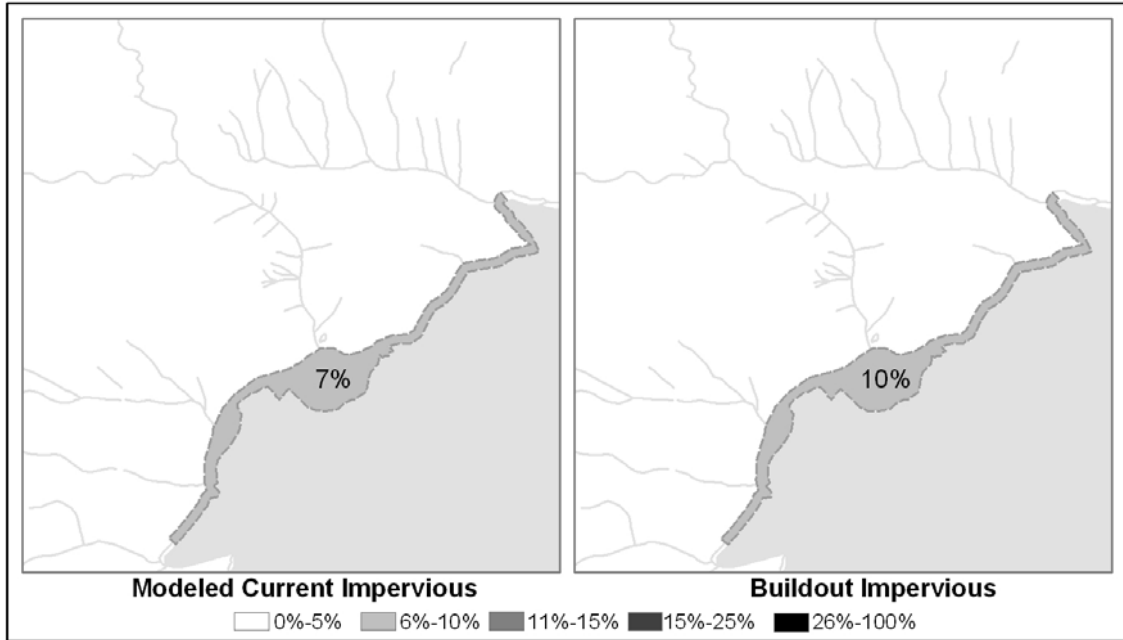 7%
10%
Modeled Current Impervious
Buildout Impervious
0%-5% 6%-10% 11%-15% 15%-25% 26%-100%